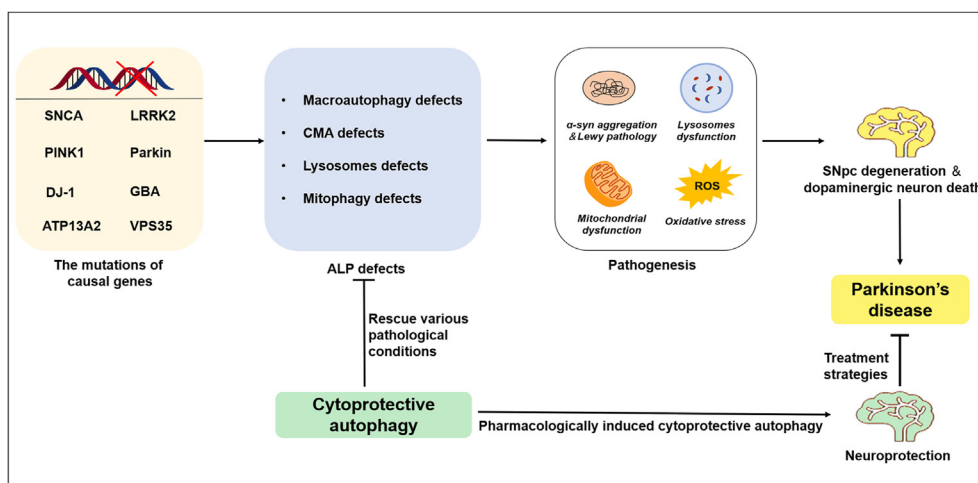 SNCA
LRRK2
PINK1
Parkin
DJ-1
GBA
ATP13A2
VPS35
The mutations of
causal genes
• Macroautophagy defects
• CMA defects
• Lysosomes defects
• Mitophagy defects
ALP defects
α-syn aggregation
&Lewy pathology
Lysosomes
dysfunction
Mitochondrial
dysfunction
ROS
Oxidative stress
Pathogenesis
SNpc degeneration &
dopaminergic neuron death
Parkinson's
disease
Rescue various
pathological
conditions
Treatment
strategies
Cytoprotective
autophagy
Pharmacologically induced cytoprotective autophagy
Neuroprotection